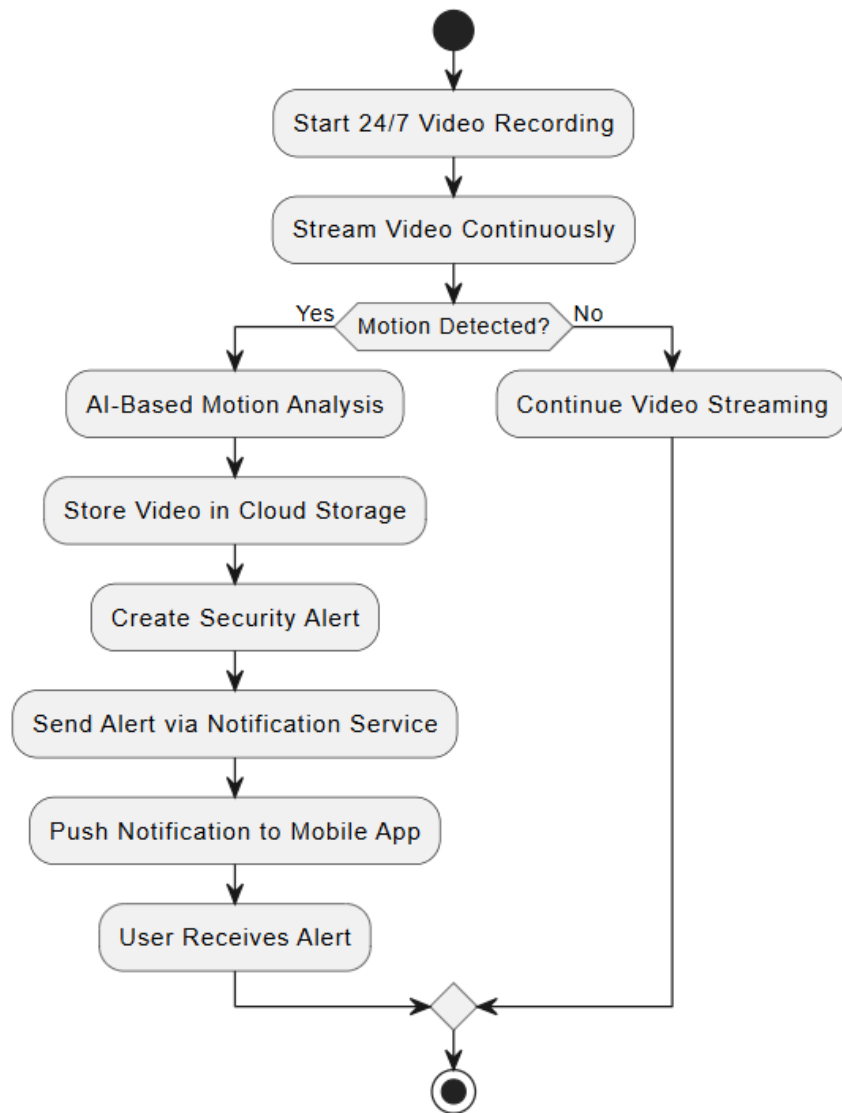 Start 24/7 Video Recording
Stream Video Continuously
Yes
Motion Detected?
No
AI-Based Motion Analysis
Continue Video Streaming
Store Video in Cloud Storage
Create Security Alert
Send Alert via Notification Service
Push Notification to Mobile App
User Receives Alert